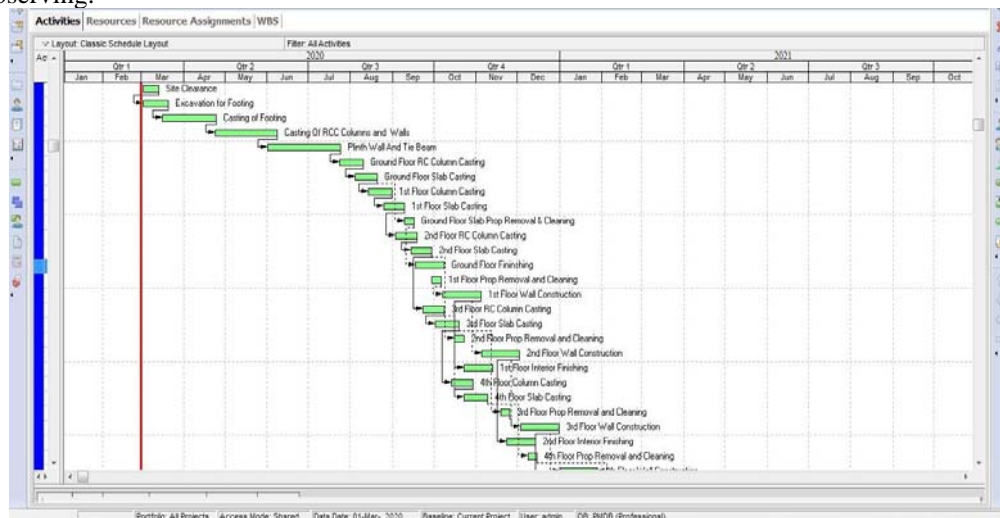 observing.
Activities Resources Resource Assignments WBS
Layout: Classic Schedule Layout Filter: All Activities
2020 2021
Qtr 1 Qtr 2 Qtr 3 Qtr 4 Qtr 1 Qtr 2 Qtr 3
Jan Feb Mar Apr May Jun Jul Aug Sep Oct Nov Dec Jan Feb Mar Apr May Jun Jul Aug Sep Oct
Site Clearance
Excavation for Footing
Casting of Footing
Casting Of RCC Columns and Walls
Plinth Wall And Tie Beam
Ground Floor RC Column Casting
Ground Floor Slab Casting
1st Floor Column Casting
1st Floor Slab Casting
Ground Floor Slab Prop Removal & Cleaning
2nd Floor RC Column Casting
2nd Floor Slab Casting
Ground Floor Fininshing
1st Floor Prop Removal and Cleaning
1st Floor Wall Construction
3rd Floor RC Column Casting
3rd Floor Slab Casting
2nd Floor Prop Removal and Cleaning
2nd Floor Wall Construction
1st Floor Interior Finishing
4th Floor Column Casting
4th Floor Slab Casting
3rd Floor Prop Removal and Cleaning
3rd Floor Wall Construction
2nd Floor Interior Finishing
4th Floor Prop Removal and Cleaning
4th Floor Wall Construction
Portfolio: All Projects Access Mode: Shared Data Date: 01-Mar-2020 Baseline: Current Project User: admin DB: PMDB (Professional)